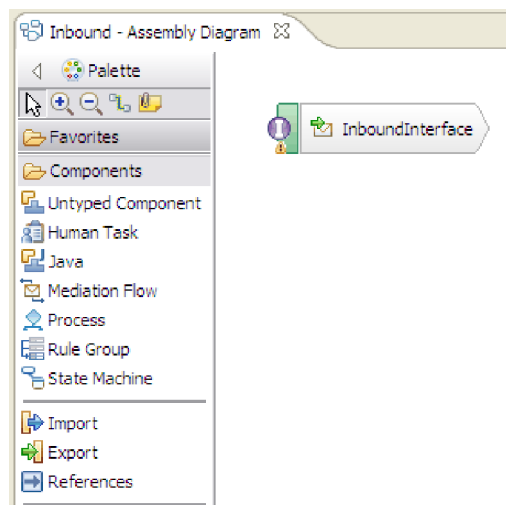 Inbound - Assembly Diagram
Palette
Favorites
Components
Untyped Component
Human Task
Java
Mediation Flow
Process
Rule Group
State Machine
Import
Export
References
InboundInterface